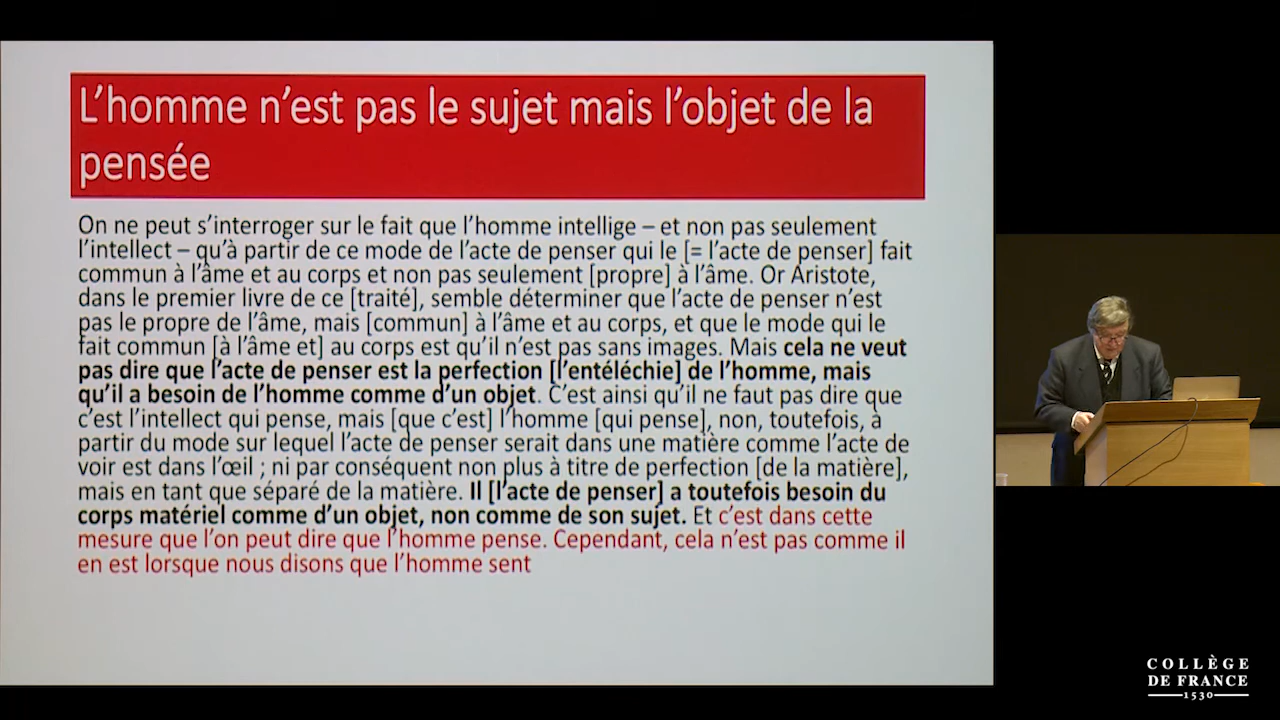 L’homme n’est pas le sujet mais l’objet de la
pensée
On ne peut s’interroger sur le fait que l’homme intellige – et non pas seulement
l’intellect – qu’à partir de ce mode de l’acte de penser qui le [= l’acte de penser] fait
commun à l’âme et au corps et non pas seulement [propre] à l’âme. Or Aristote,
dans le premier livre de ce [traité], semble déterminer que l’acte de penser n’est
pas le propre de l’âme, mais [commun] à l’âme et au corps, et que le mode qui le
fait commun [à l’âme et] au corps est qu’il n’est pas sans images. Mais cela ne veut
pas dire que l’acte de penser est la perfection [l’entéléchie] de l’homme, mais
qu’il a besoin de l’homme comme d’un objet. C’est ainsi qu’il ne faut pas dire que
c’est l’intellect qui pense, mais [que c’est] l’homme [qui pense], non, toutefois, à
partir du mode sur lequel l’acte de penser serait dans une matière comme l’acte de
voir est dans l’œil ; ni par conséquent non plus à titre de perfection [de la matière],
mais en tant que séparé de la matière. Il [l’acte de penser] a toutefois besoin du
corps matériel comme d’un objet, non comme de son sujet. Et c’est dans cette
mesure que l’on peut dire que l’homme pense. Cependant, cela n’est pas comme il
en est lorsque nous disons que l’homme sent
COLLÈGE
DE FRANCE
1530